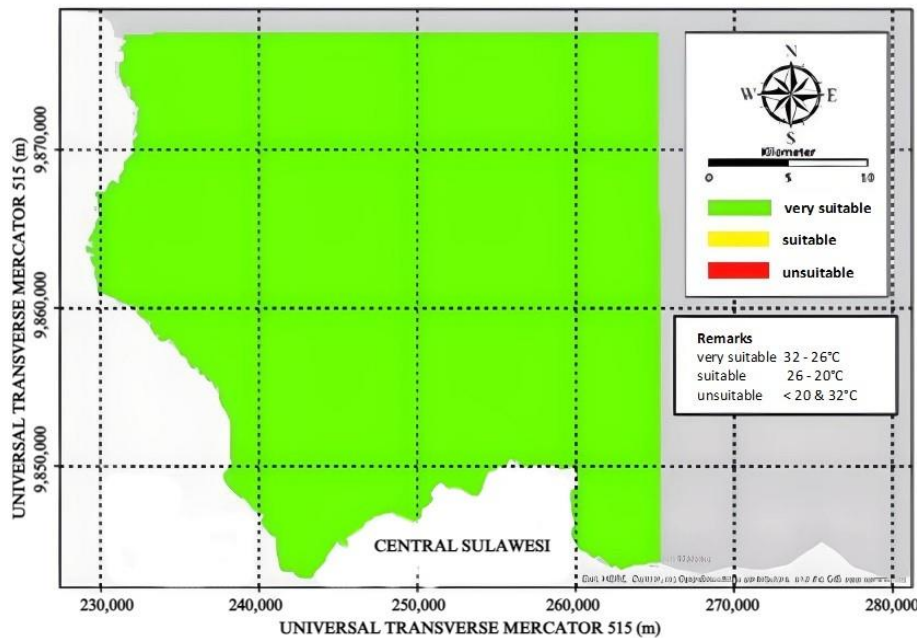 N
W E
S
Kilometer
0 5 10
very suitable
suitable
unsuitable
Remarks
very suitable 32 - 26°C
suitable 26 - 20°C
unsuitable < 20 & 32°C
UNIVERSAL TRANSVERSE MERCATOR 515 (m)
9,870,000
9,860,000
9,850,000
CENTRAL SULAWESI
230,000 240,000 250,000 260,000 270,000 280,000
UNIVERSAL TRANSVERSE MERCATOR 515 (m)